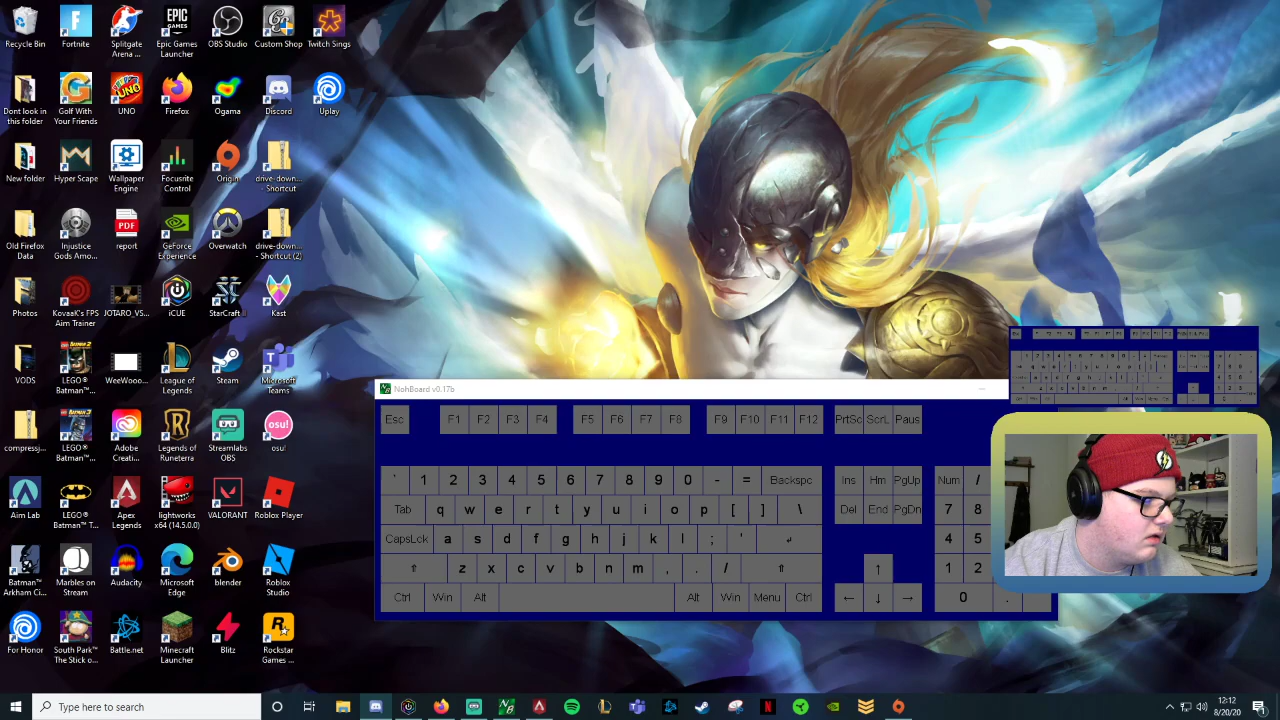 Recycle Bin
Fortnite
Splitgate
Arena ...
EPIC
GAMES
Epic Games
Launcher
OBS Studio
Custom Shop
Twitch Sings
Dont look in
this folder
Golf With
Your Friends
UNO
UNO
Firefox
Ogama
Discord
Uplay
New folder
Hyper Scape
Wallpaper
Engine
Focusrite
Control
Origin
drive-down...
- Shortcut
Old Firefox
Data
Injustice
Gods Amo...
PDF
report
GeForce
Experience
Overwatch
drive-down...
- Shortcut (2)
Photos
KovaaK's FPS
Aim Trainer
JOTARO_VS...
iCUE
StarCraft II
Kast
VODS
LEGO®
Batman™...
WeeWooo...
League of
Legends
Steam
Microsoft
Teams
compressj...
LEGO®
Batman™...
Adobe
Creati...
Legends of
Runeterra
Streamlabs
OBS
osu!
osu!
Aim Lab
LEGO®
Batman™ T...
Apex
Legends
lightworks
x64 (14.5.0.0)
VALORANT
Roblox Player
Batman™
Arkham Ci...
Marbles on
Stream
Audacity
Microsoft
Edge
blender
Roblox
Studio
For Honor
South Park™
The Stick o...
Battle.net
Minecraft
Launcher
Blitz
Rockstar
Games ...
NohBoard v0.17b
Esc F1 F2 F3 F4 F5 F6 F7 F8 F9 F10 F11 F12 PrtSc ScrL Paus
` 1 2 3 4 5 6 7 8 9 0 - = Backspc Ins Hm PgUp Num /
Tab q w e r t y u i o p [ ] \ Del End PgDn 7 8
CapsLck a s d f g h j k l ; ' ↲ 4 5
⇧ z x c v b n m , . / ⇧ ↑ 1 2
Ctrl Win Alt Alt Win Menu Ctrl ← ↓ → 0 .
Type here to search
12:12
8/20/20